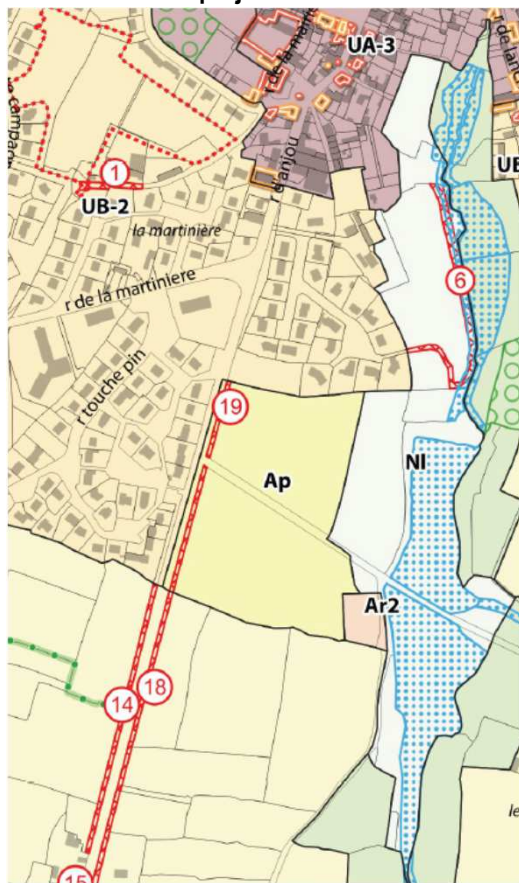 UA-3
r d'anjou
1
UB-2
la martinière
6
r de la martiniere
r touche pin
19
Ap
Nl
Ar2
14
18
15